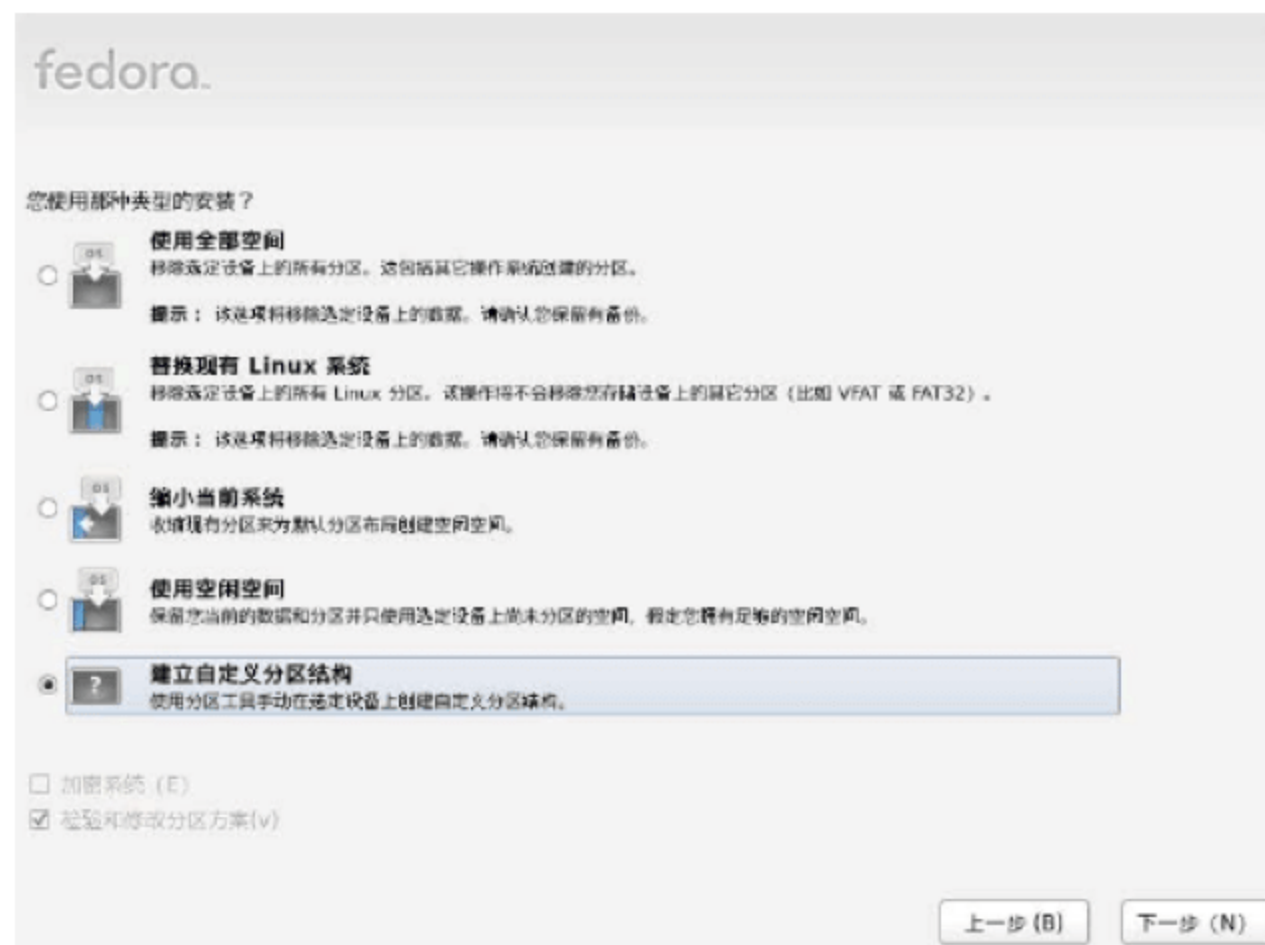 fedora
您使用那种类型的安装？
OS
使用全部空间
移除选定设备上的所有分区。这包括其它操作系统创建的分区。
提示： 该选项将移除选定设备上的数据。请确认您保留有备份。
OS
替换现有 Linux 系统
移除选定设备上的所有 Linux 分区。该操作将不会移除您存储设备上的其它分区（比如 VFAT 或 FAT32）。
提示： 该选项将移除选定设备上的数据。请确认您保留有备份。
OS
缩小当前系统
收缩现有分区来为默认分区布局创建空闲空间。
OS
使用空闲空间
保留您当前的数据和分区并只使用选定设备上尚未分区的空间，假定您拥有足够的空闲空间。
?
建立自定义分区结构
使用分区工具手动在选定设备上创建自定义分区结构。
加密系统（E）
检验和修改分区方案(v)
上一步 (B)
下一步（N）